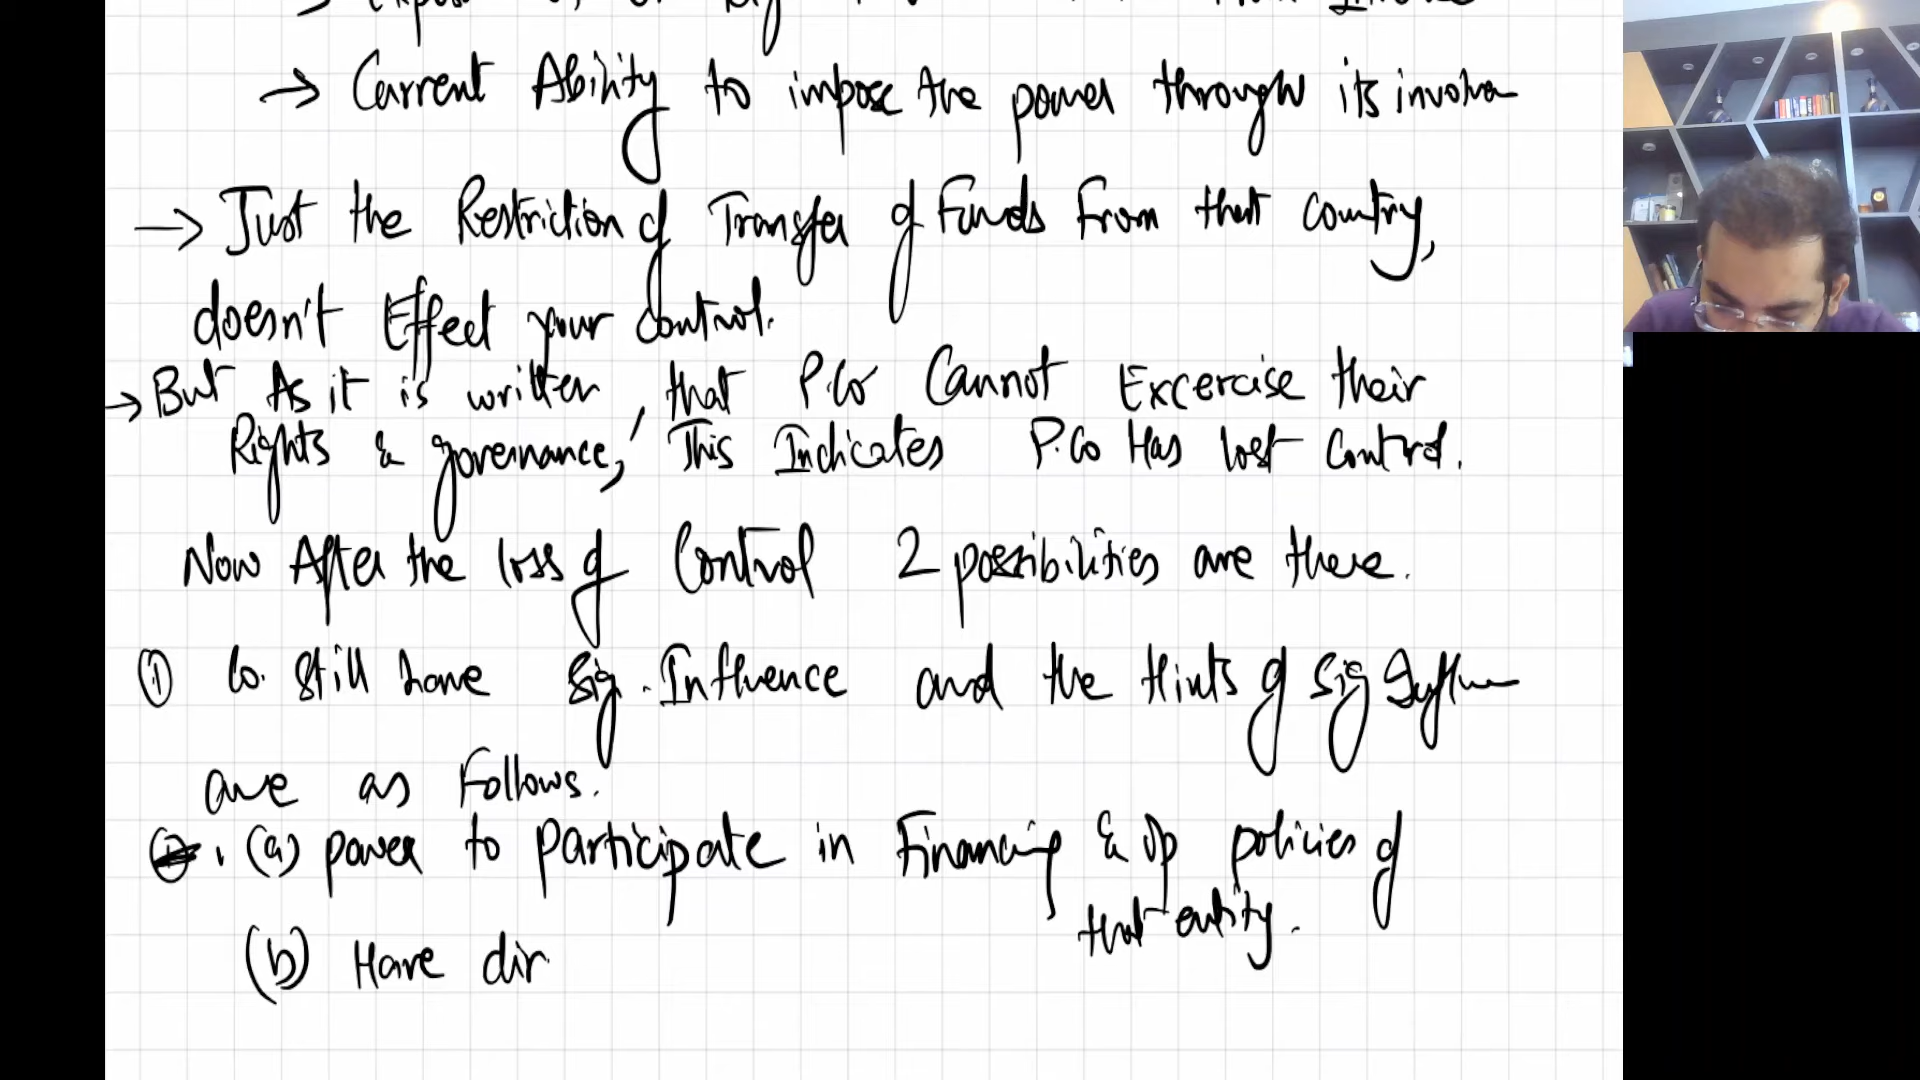 → Current Ability to impose the power through its involve
→ Just the Restriction of Transfer of Funds From that country,
doesn't Effect your control.
→ But As it is written, that P.Co Cannot Excercise their
Rights & governance, This Indicates P.Co Has lost Control.
Now After the loss of Control 2 possibilities are there.
① Co. Still have Sig. Influence and the Hints of Sig Influe
are as Follows.
(a) power to participate in Financing & Op policies of
that entity.
(b) Have dir